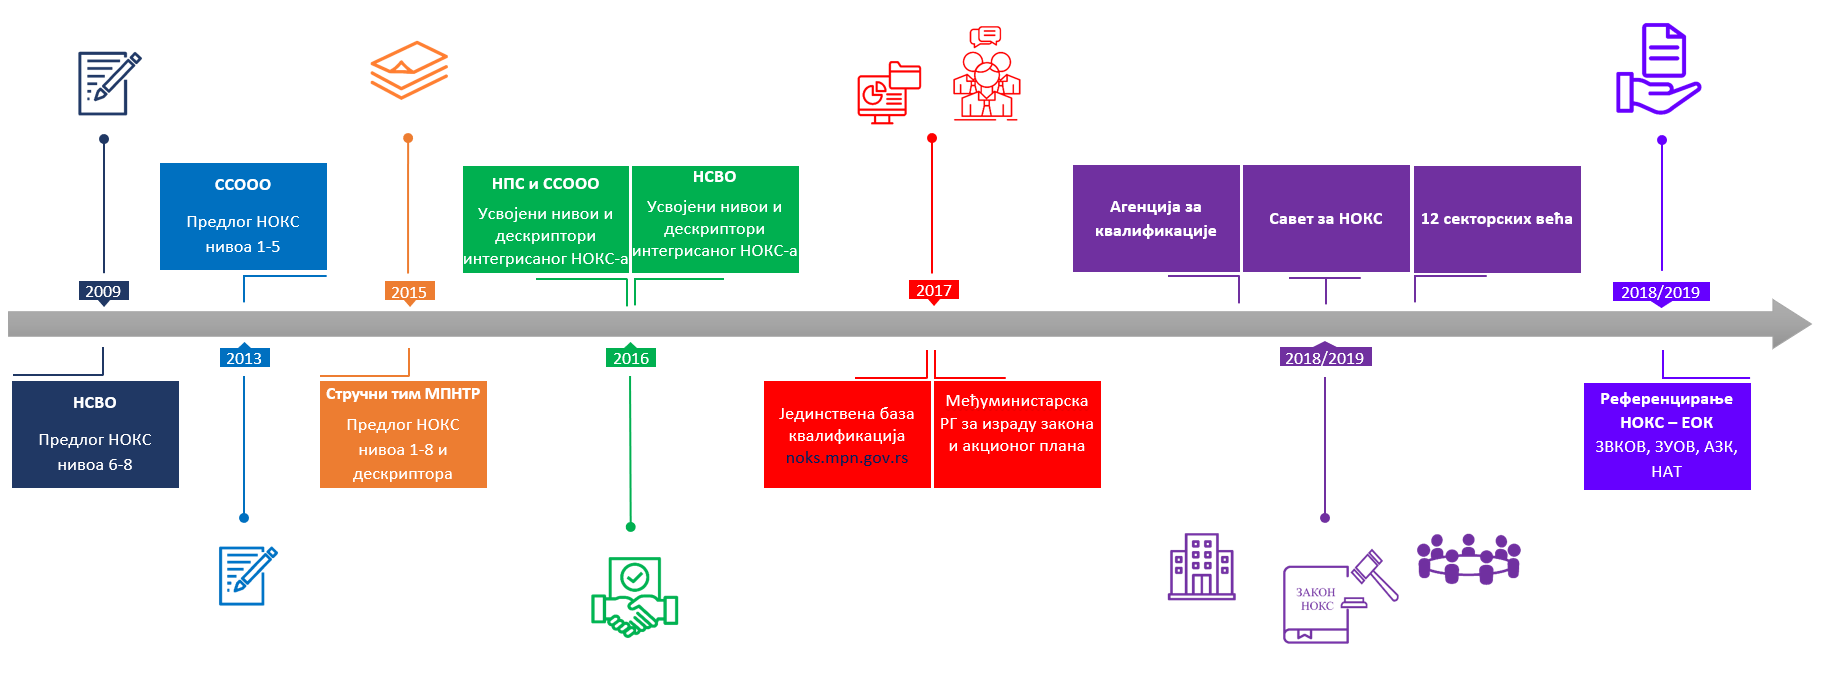 2009
НСВО
Предлог НОКС
нивоа 6-8
ССООО
Предлог НОКС
нивоа 1-5
2013
2015
Стручни тим МПНТР
Предлог НОКС
нивоа 1-8 и
дескриптора
НПС и ССООО
Усвојени нивои и
дескриптори
интегрисаног НОКС-а
НСВО
Усвојени нивои и
дескриптори
интегрисаног НОКС-а
2016
2017
Јединствена база
квалификација
noks.mpn.gov.rs
Међуминистарска
РГ за израду закона
и акционог плана
Агенција за
квалификације
Савет за НОКС
12 секторских већа
2018/2019
ЗАКОН
НОКС
2018/2019
Референцирање
НОКС – ЕОК
ЗВКОВ, ЗУОВ, АЗК,
НАТ